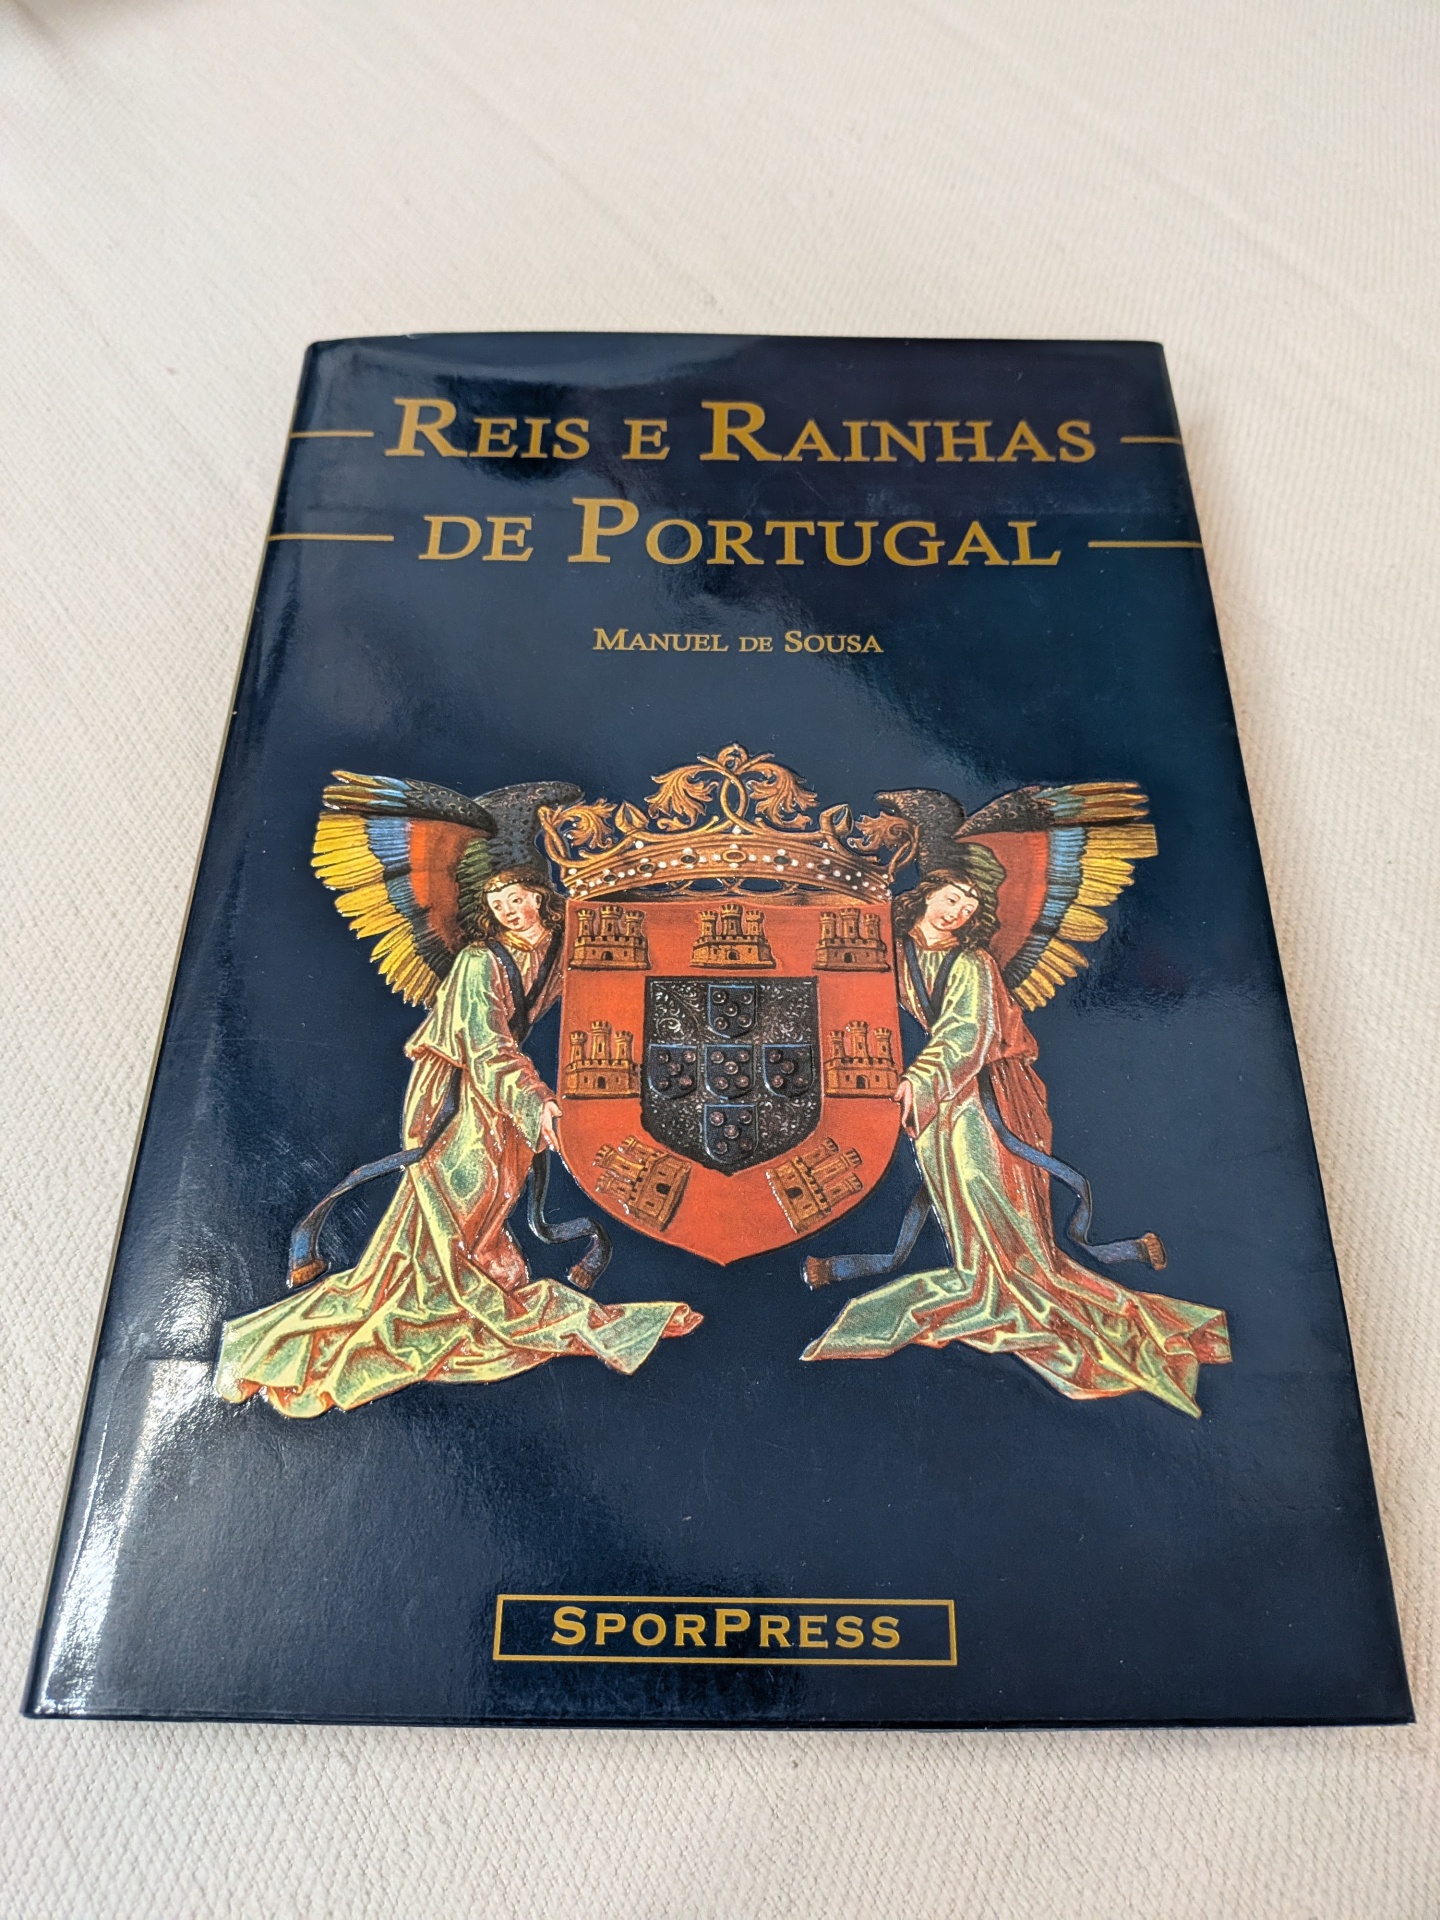 Reis e Rainhas
de Portugal
Manuel de Sousa
SporPress